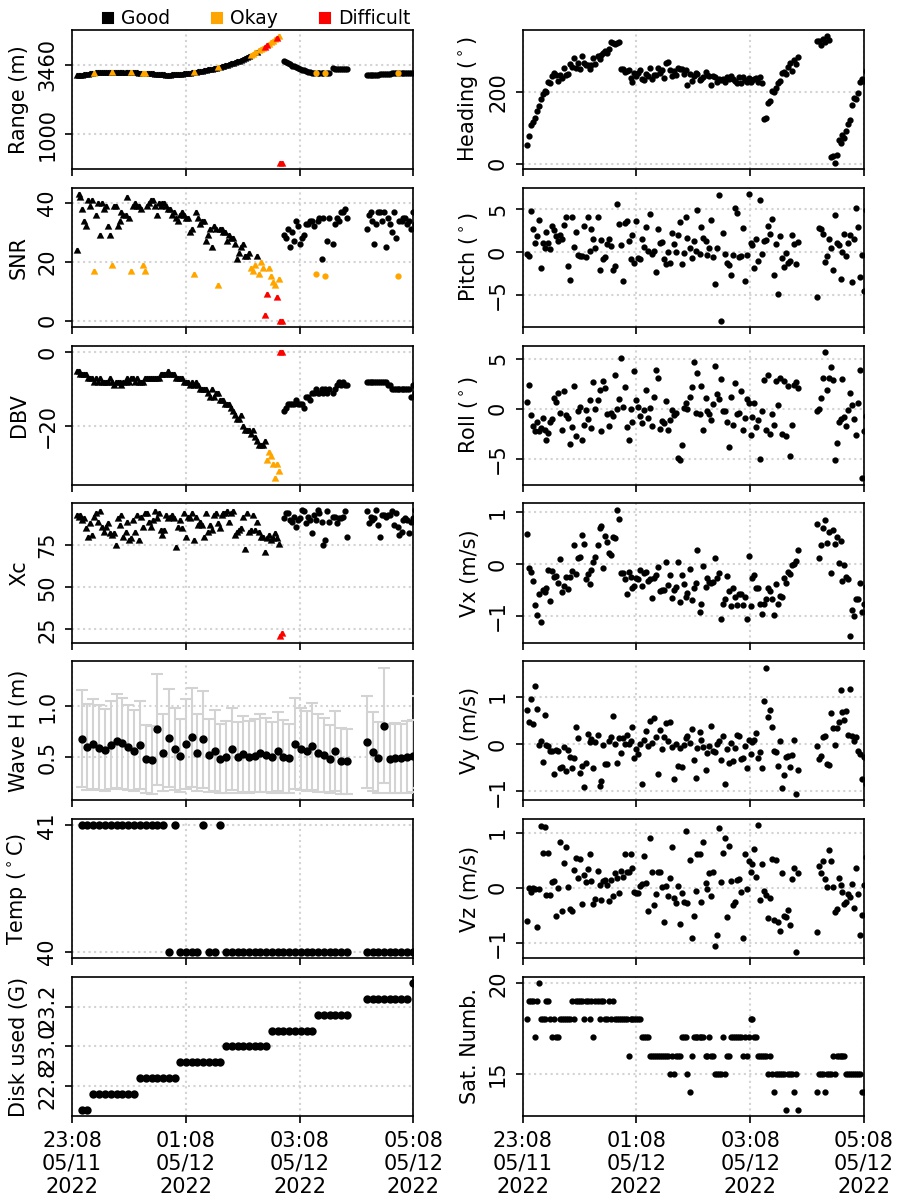 Good Okay Difficult
Range (m)
3460
1000
Heading (°)
200
0
SNR
40
20
0
Pitch (°)
5
0
−5
DBV
0
−20
Roll (°)
5
0
−5
Xc
75
50
25
Vx (m/s)
1
0
−1
Wave H (m)
1.0
0.5
Vy (m/s)
1
0
−1
Temp (°C)
41
40
Vz (m/s)
1
0
−1
Disk used (G)
23.2
23.0
22.8
Sat. Numb.
20
15
23:08 01:08 03:08 05:08
05/11 05/12 05/12 05/12
2022 2022 2022 2022
23:08 01:08 03:08 05:08
05/11 05/12 05/12 05/12
2022 2022 2022 2022